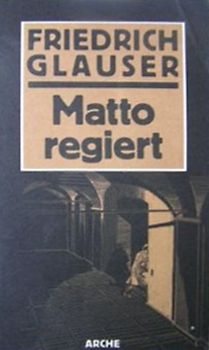 FRIEDRICH
GLAUSER
Matto
regiert
ARCHE